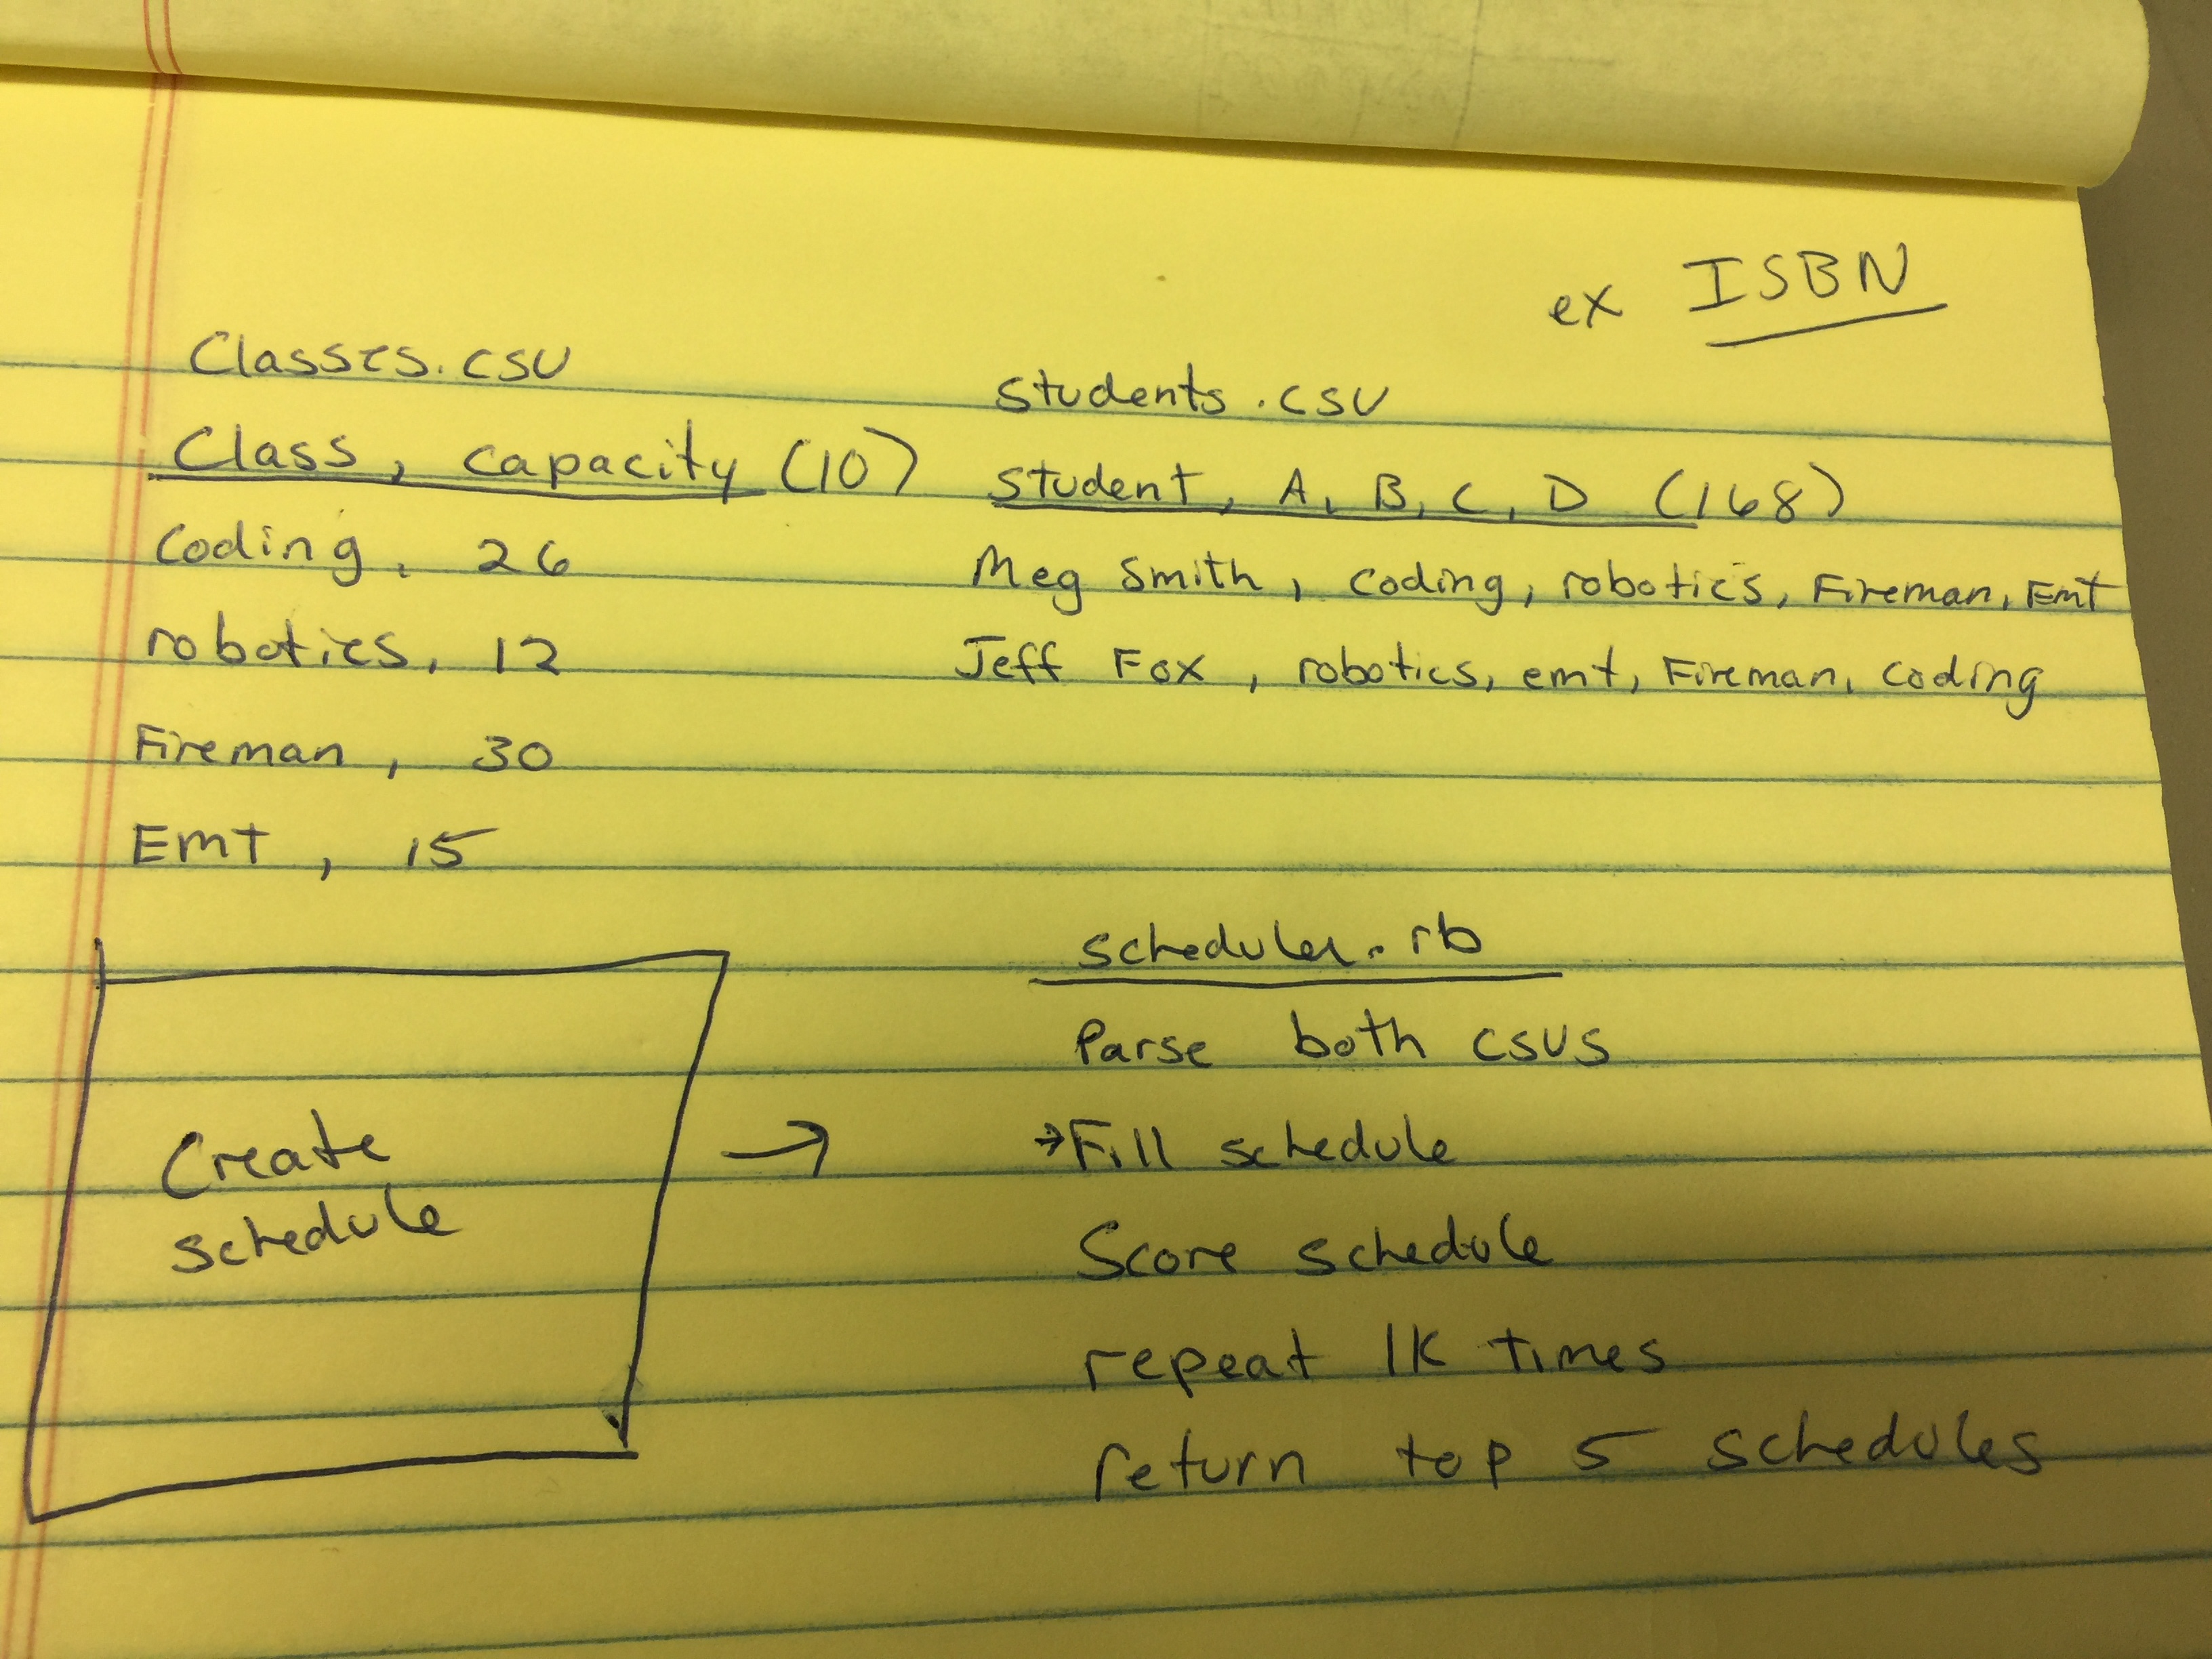 ex ISBN
Classes.csv
Class, capacity (10)
Coding, 26
robotics, 12
Fireman, 30
Emt, 15
students.csv
student, A, B, C, D (168)
Meg Smith, coding, robotics, Fireman, Emt
Jeff Fox, robotics, emt, Fireman, coding
Create
schedule
→
scheduler.rb
Parse both CSVs
→Fill schedule
Score schedule
repeat 1K times
return top 5 schedules